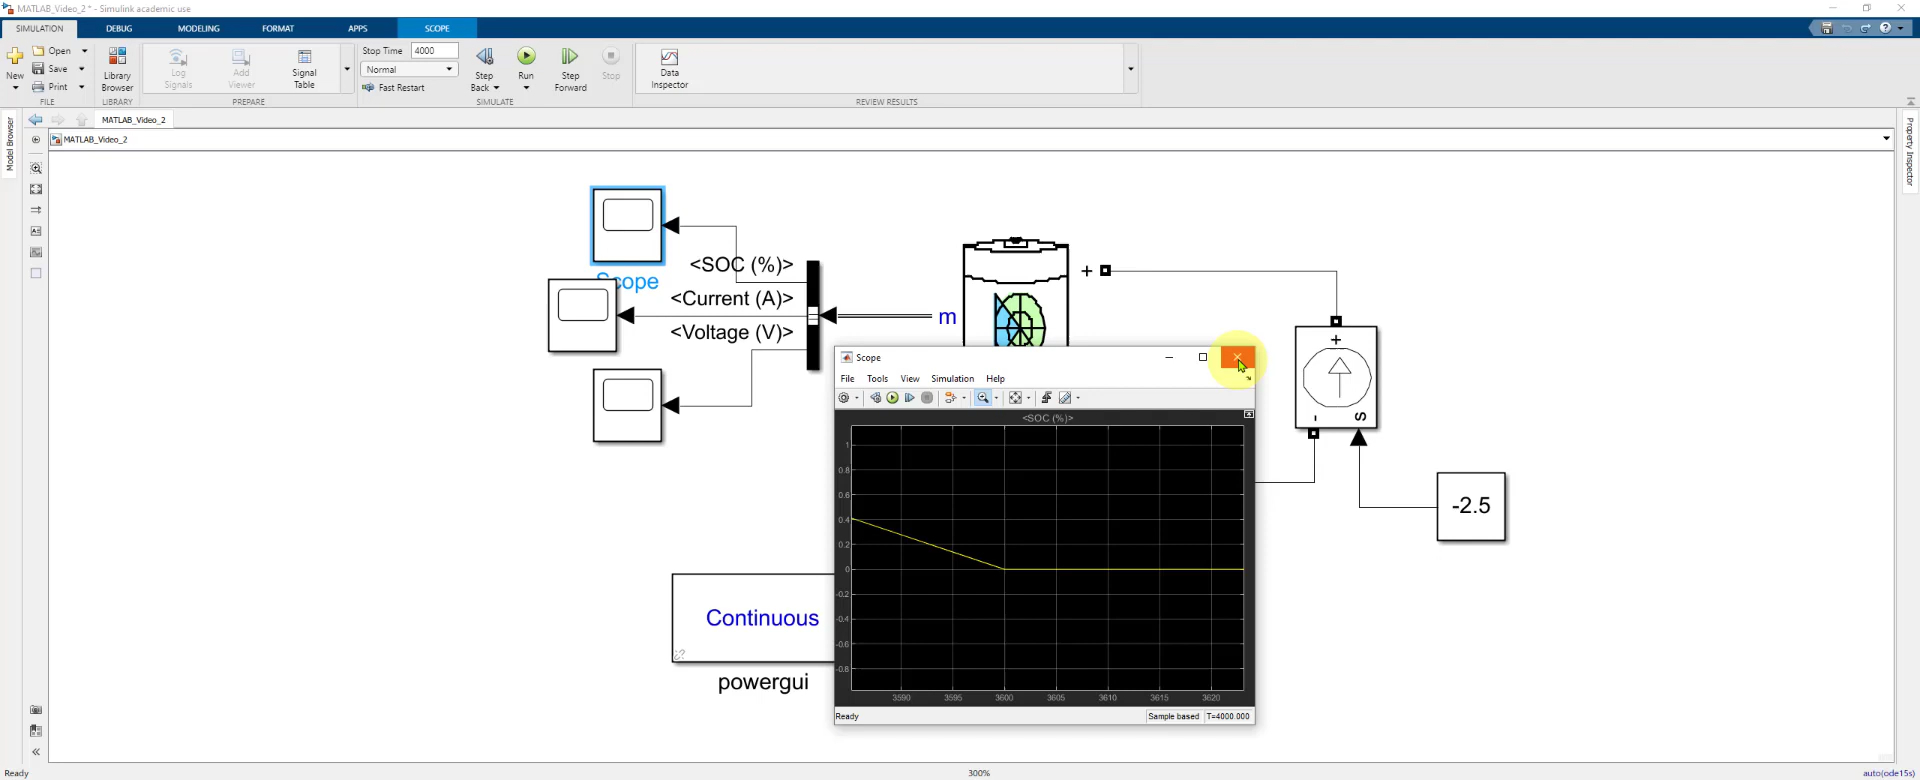 MATLAB_Video_2 * - Simulink academic use
SIMULATION DEBUG MODELING FORMAT APPS SCOPE
New
Open
Save
Print
FILE
Library
Browser
LIBRARY
Log
Signals
Add
Viewer
Signal
Table
PREPARE
Stop Time 4000
Normal
Fast Restart
Step
Back
Run
Step
Forward
Stop
SIMULATE
Data
Inspector
REVIEW RESULTS
MATLAB_Video_2
MATLAB_Video_2
Model Browser
Property Inspector
Scope
<SOC (%)>
<Current (A)>
<Voltage (V)>
m
+
+
-
S
-2.5
Continuous
powergui
Scope
File Tools View Simulation Help
<SOC (%)>
1
0.8
0.6
0.4
0.2
0
-0.2
-0.4
-0.6
-0.8
3590 3595 3600 3605 3610 3615 3620
Ready Sample based T=4000.000
Ready 300% auto(ode15s)